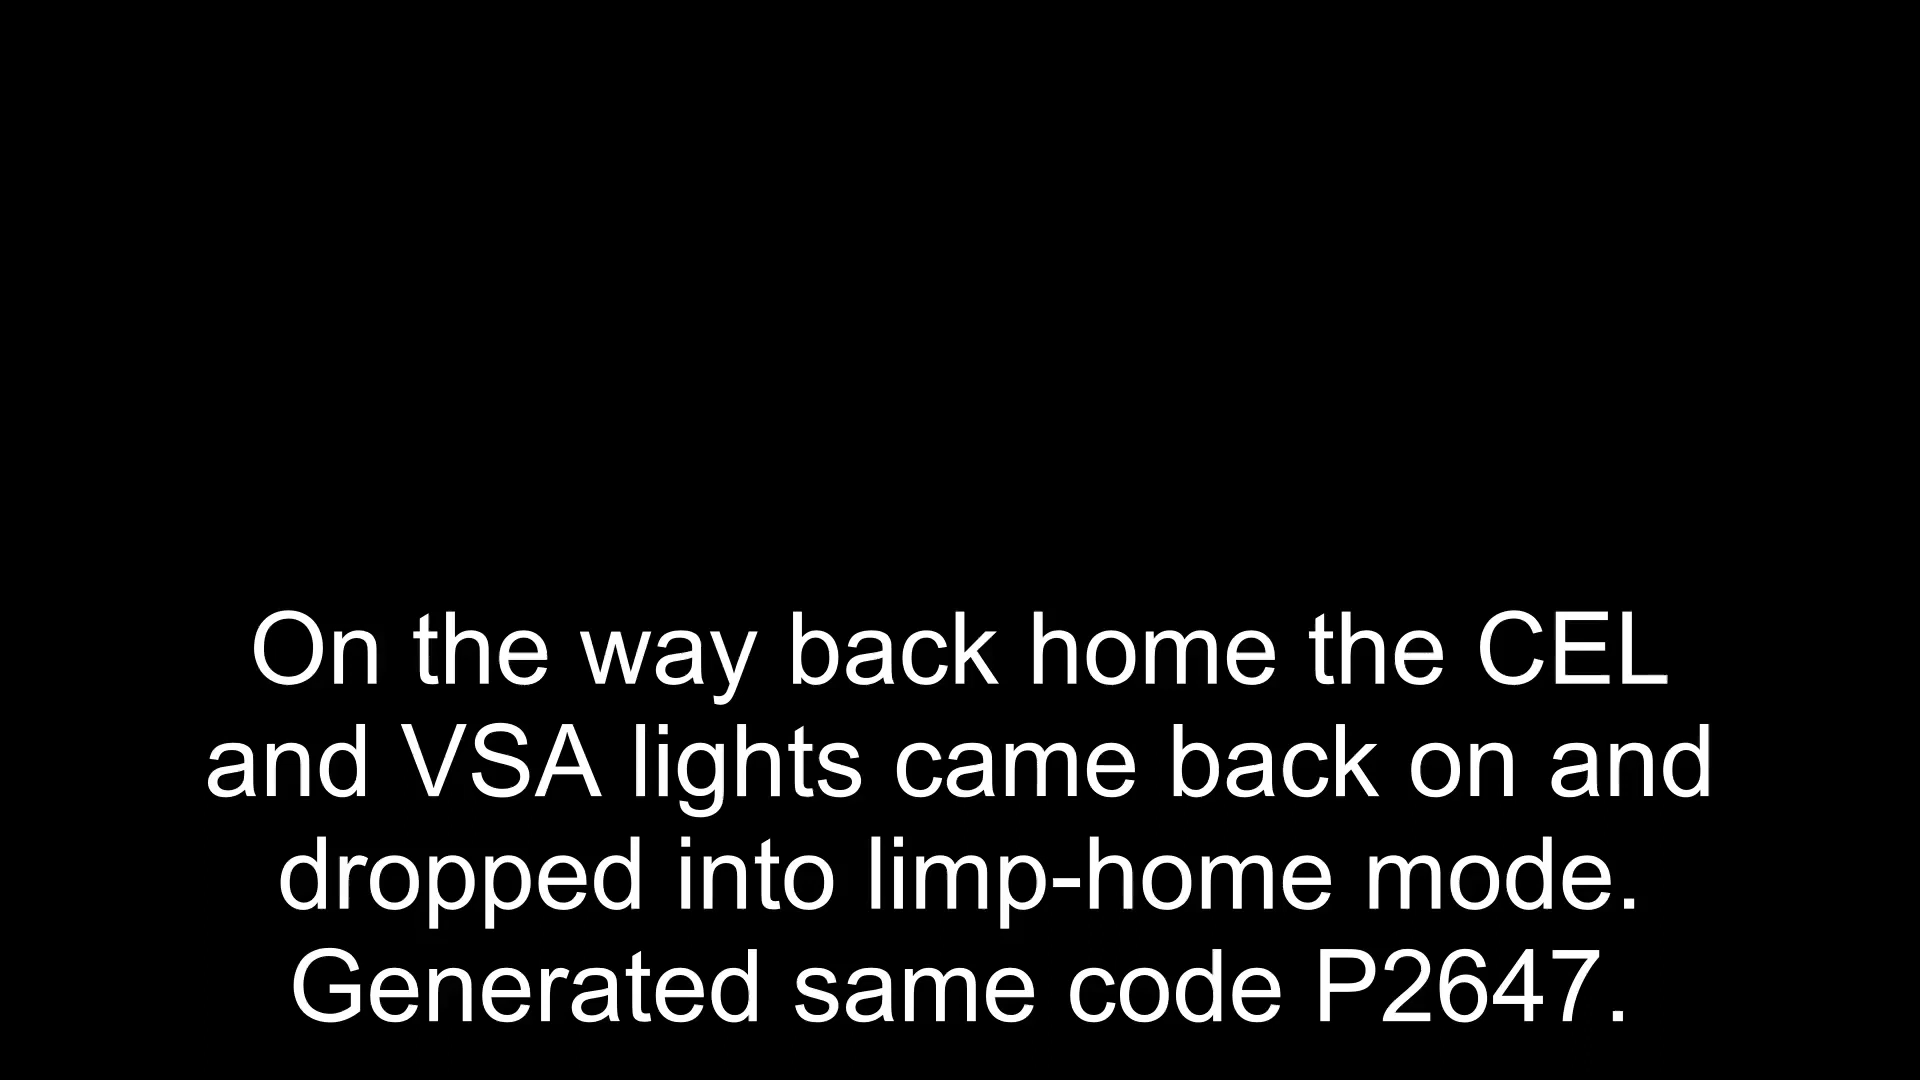 On the way back home the CEL
and VSA lights came back on and
dropped into limp-home mode.
Generated same code P2647.